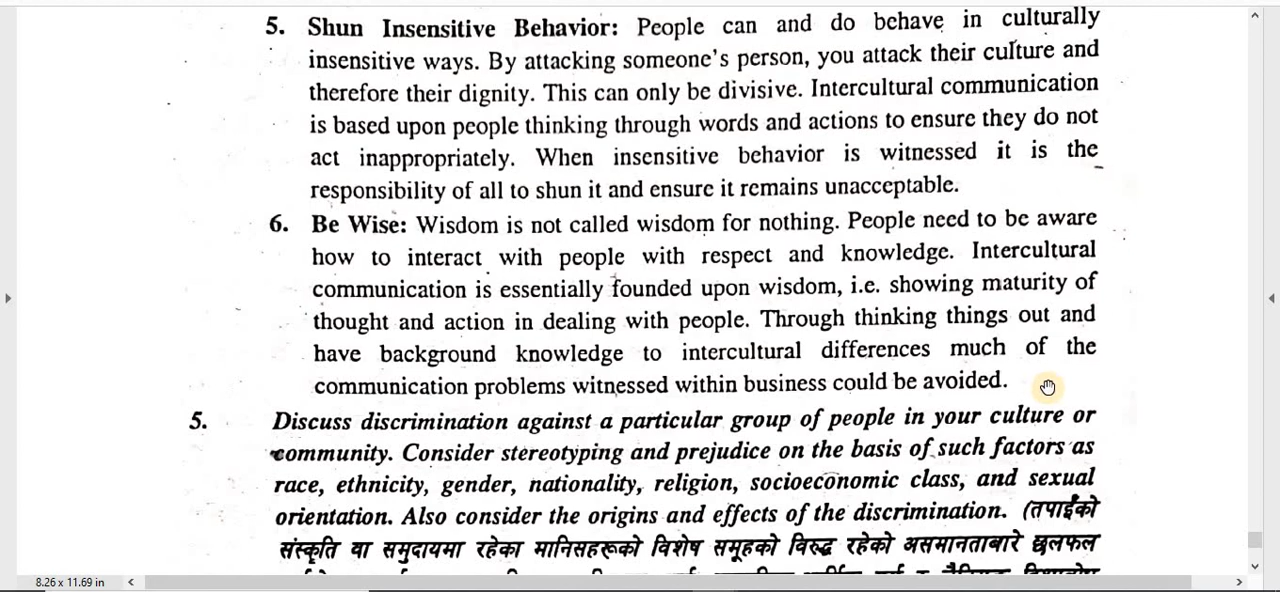 5. Shun Insensitive Behavior: People can and do behave in culturally
insensitive ways. By attacking someone's person, you attack their culture and
therefore their dignity. This can only be divisive. Intercultural communication
is based upon people thinking through words and actions to ensure they do not
act inappropriately. When insensitive behavior is witnessed it is the
responsibility of all to shun it and ensure it remains unacceptable.
6. Be Wise: Wisdom is not called wisdom for nothing. People need to be aware
how to interact with people with respect and knowledge. Intercultural
communication is essentially founded upon wisdom, i.e. showing maturity of
thought and action in dealing with people. Through thinking things out and
have background knowledge to intercultural differences much of the
communication problems witnessed within business could be avoided.
5. Discuss discrimination against a particular group of people in your culture or
community. Consider stereotyping and prejudice on the basis of such factors as
race, ethnicity, gender, nationality, religion, socioeconomic class, and sexual
orientation. Also consider the origins and effects of the discrimination. (तपाईंको
संस्कृति वा समुदायमा रहेका मानिसहरूको विशेष समूहको विरुद्ध रहेको असमानताबारे छलफल
8.26 x 11.69 in